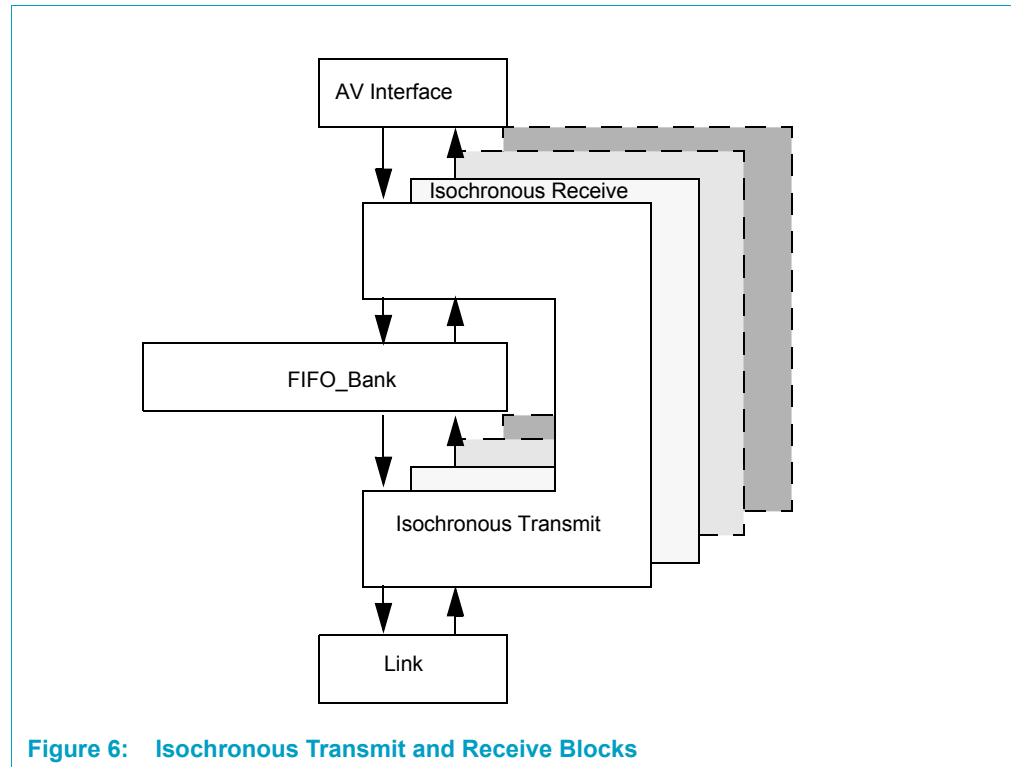 AV Interface
Isochronous Receive
FIFO_Bank
Isochronous Transmit
Link
Figure 6: Isochronous Transmit and Receive Blocks